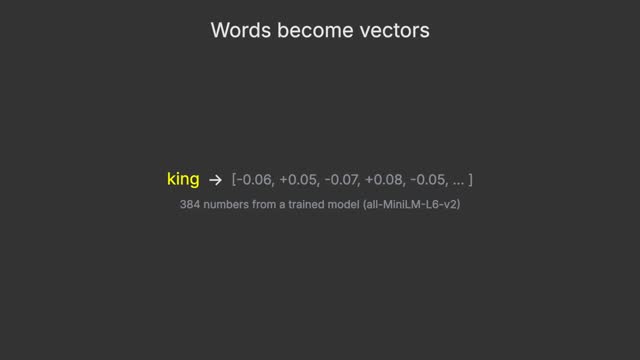 Words become vectors
king → [-0.06, +0.05, -0.07, +0.08, -0.05, ... ]
384 numbers from a trained model (all-MiniLM-L6-v2)